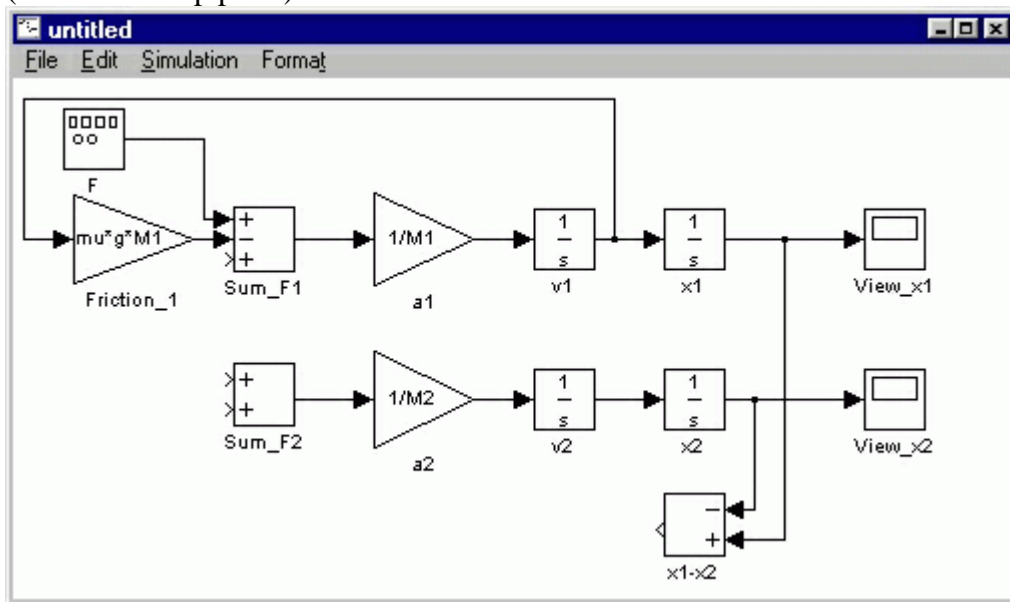 untitled
File Edit Simulation Format
F
mu*g*M1
Friction_1
+
−
+
Sum_F1
1/M1
a1
1
s
v1
1
s
x1
View_x1
+
+
Sum_F2
1/M2
a2
1
s
v2
1
s
x2
View_x2
−
+
x1-x2